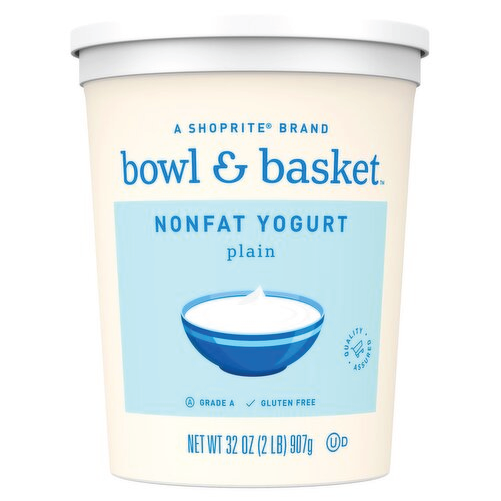 A SHOPRITE® BRAND
bowl & basket™
NONFAT YOGURT
plain
QUALITY • ASSURED •
A GRADE A ✓ GLUTEN FREE
NET WT 32 OZ (2 LB) 907g U D